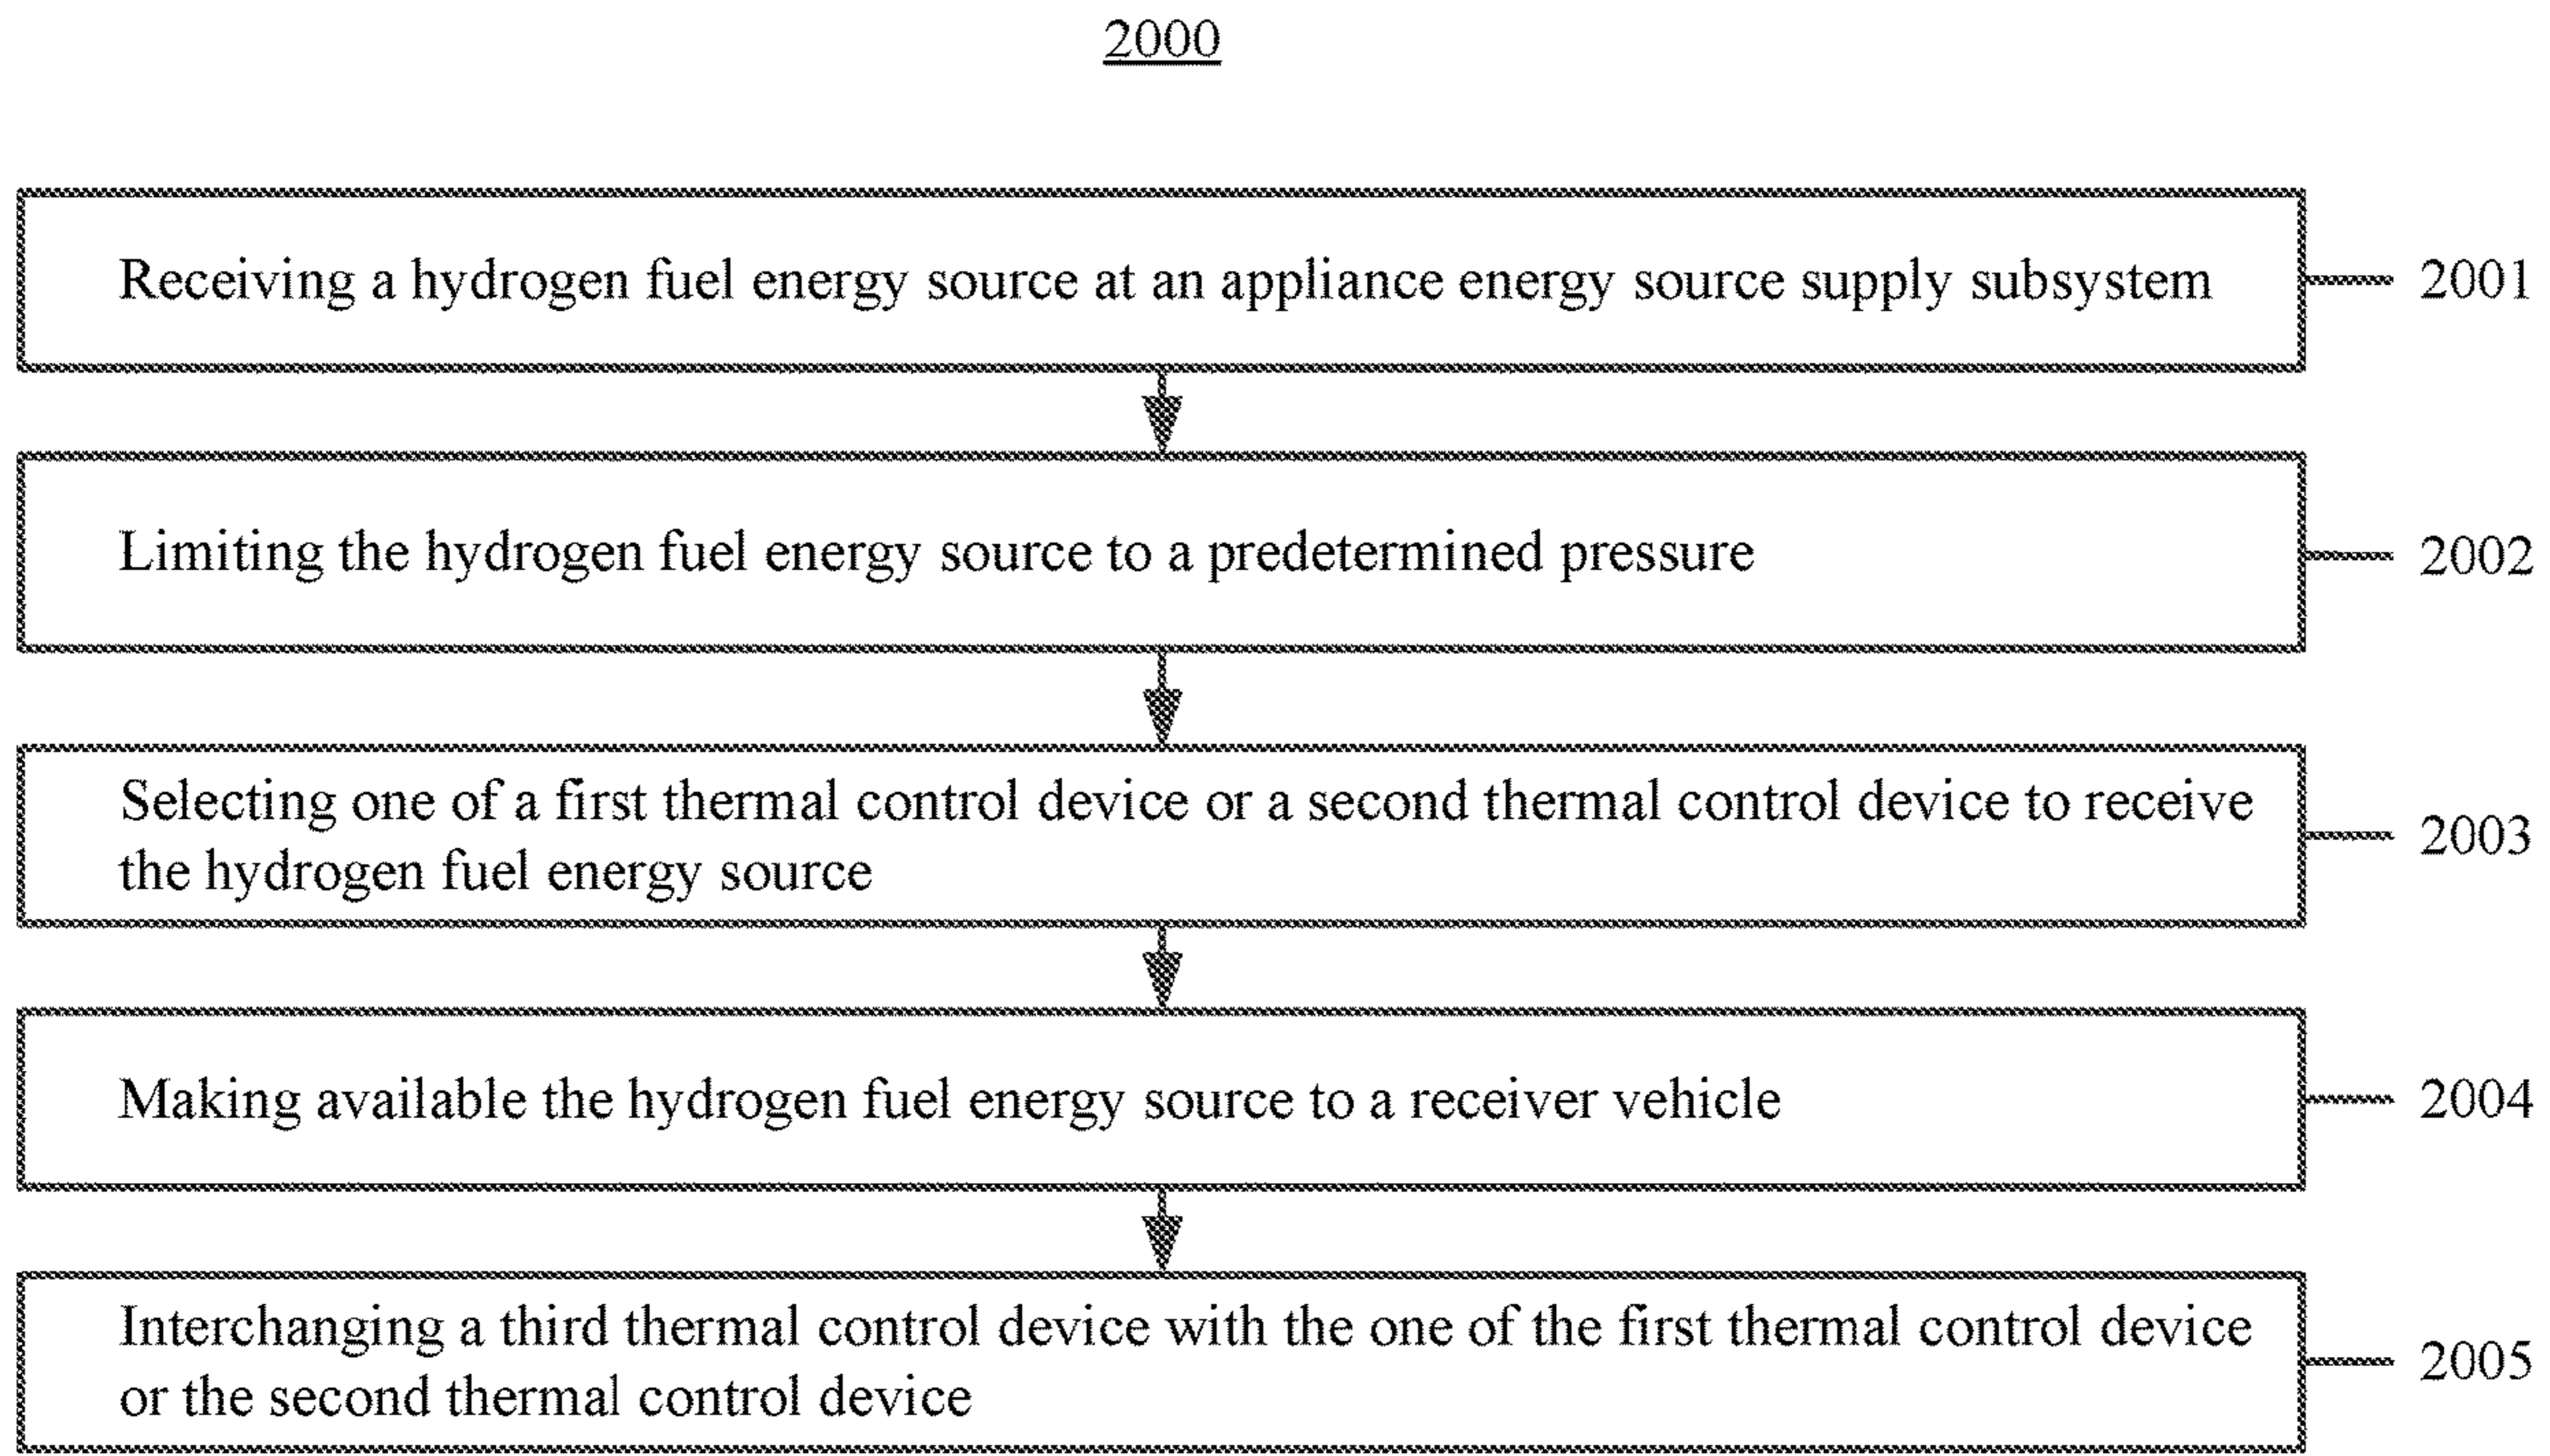 2000
Receiving a hydrogen fuel energy source at an appliance energy source supply subsystem
2001
Limiting the hydrogen fuel energy source to a predetermined pressure
2002
Selecting one of a first thermal control device or a second thermal control device to receive
the hydrogen fuel energy source
2003
Making available the hydrogen fuel energy source to a receiver vehicle
2004
Interchanging a third thermal control device with the one of the first thermal control device
or the second thermal control device
2005